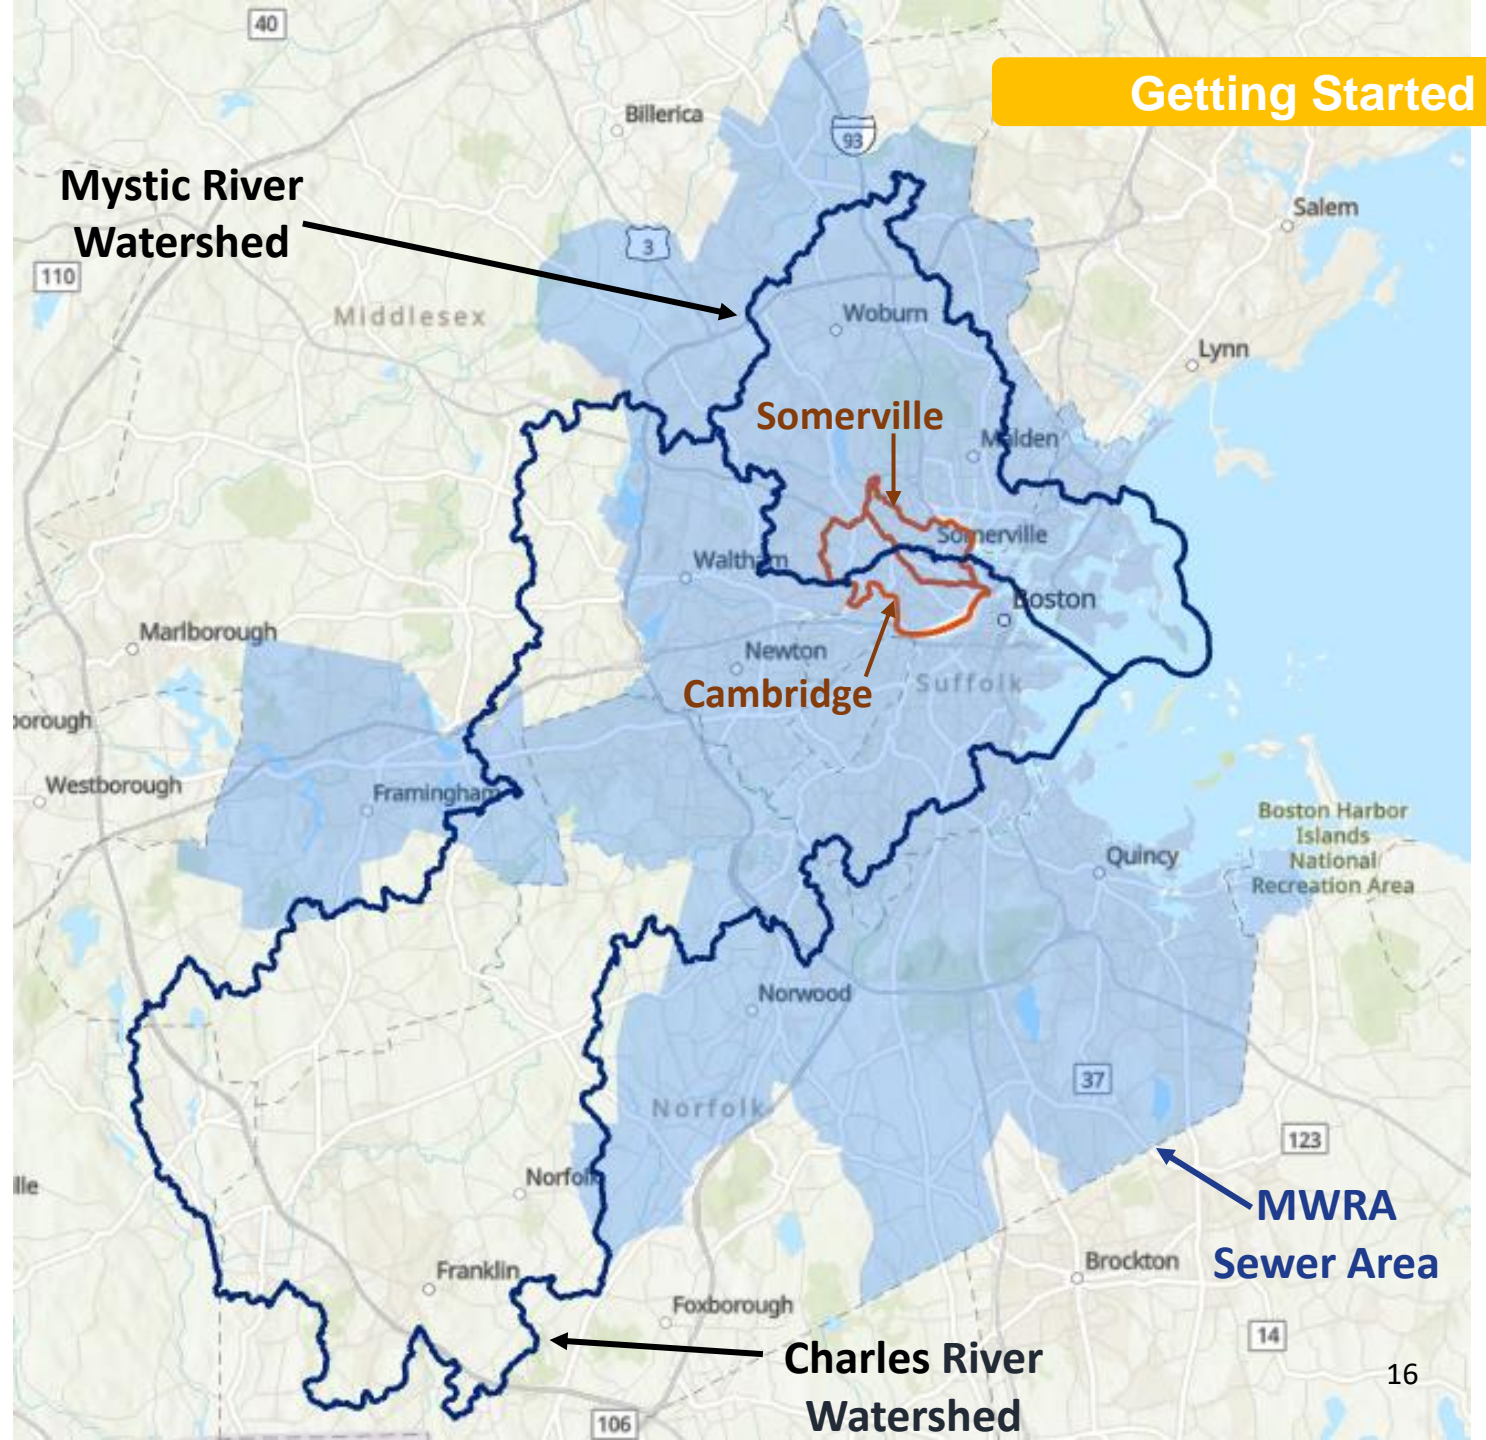 40
Getting Started
Billerica
93
Mystic River
Watershed
Salem
3
110
Middlesex
Woburn
Lynn
Somerville
Malden
Somerville
Waltham
Boston
Marlborough
Newton
Suffolk
Cambridge
borough
Westborough
Framingham
Boston Harbor
Islands
National
Recreation Area
Quincy
Norwood
37
Norfolk
123
Norfolk
lle
MWRA
Sewer Area
Brockton
Franklin
Foxborough
14
Charles River
Watershed
16
106